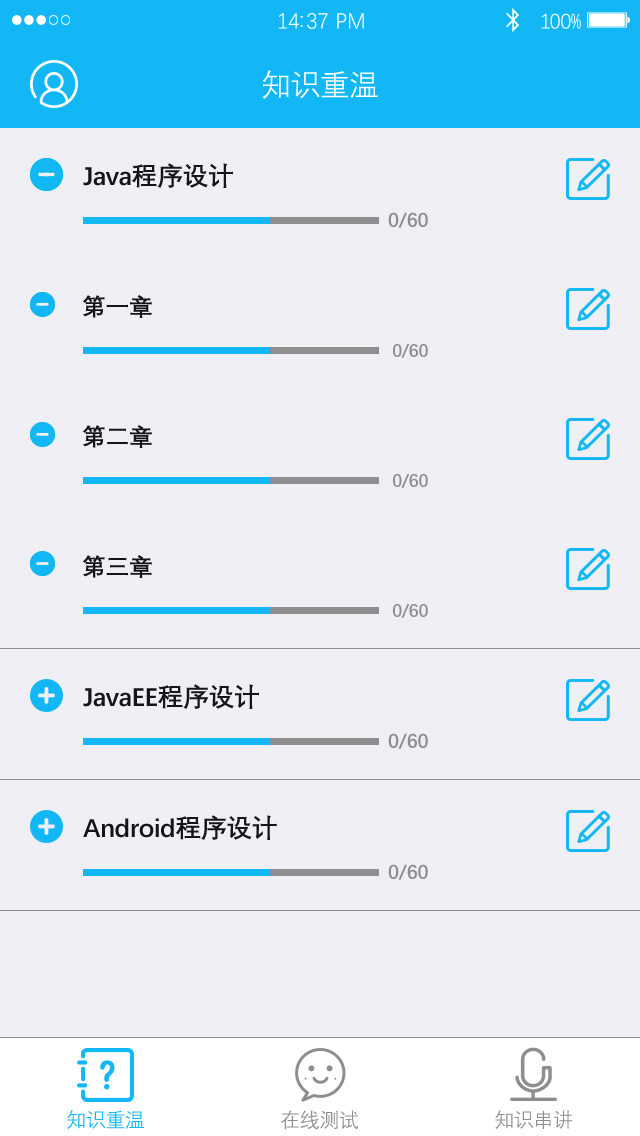 14:37 PM 100%
知识重温
Java程序设计
0/60
第一章
0/60
第二章
0/60
第三章
0/60
JavaEE程序设计
0/60
Android程序设计
0/60
?
知识重温 在线测试 知识串讲